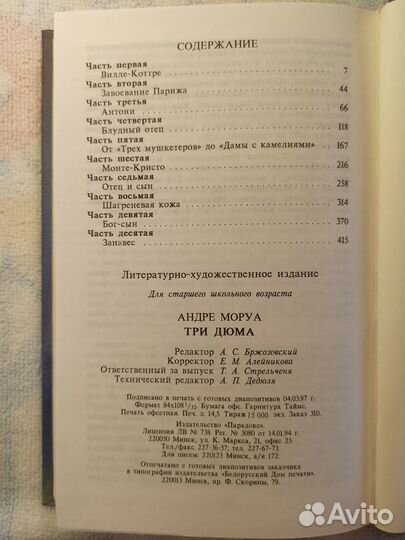 СОДЕРЖАНИЕ
Часть первая
Вилле-Коттре 7
Часть вторая
Завоевание Парижа 44
Часть третья
Антони 66
Часть четвертая
Блудный отец 118
Часть пятая
От «Трех мушкетеров» до «Дамы с камелиями» 167
Часть шестая
Монте-Кристо 216
Часть седьмая
Отец и сын 258
Часть восьмая
Шагреневая кожа 314
Часть девятая
Бог-сын 370
Часть десятая
Занавес 415
Литературно-художественное издание
Для старшего школьного возраста
АНДРЕ МОРУА
ТРИ ДЮМА
Редактор А. С. Бржозовский
Корректор Е. М. Алейникова
Ответственный за выпуск Т. А. Стрельченя
Технический редактор А. П. Дедюля
Подписано в печать с готовых диапозитивов 04.03.97 г.
Формат 84х108 1/32. Бумага офс. Гарнитура Таймс.
Печать офсетная. Печ. л. 14,5. Тираж 15 000 экз. Заказ 310.
Издательство «Парадокс».
Лицензия ЛВ № 738. Рег. № 3080 от 14.01.94 г.
220050 Минск, ул. К. Маркса, 21, офис 25.
Тел./факс 227-36-57; тел. 227-67-73.
Для писем: 220123 Минск, а/я 172.
Отпечатано с готовых диапозитивов заказчика
в типографии издательства «Белорусский Дом печати».
220013 Минск, пр. Ф. Скорины, 79.
Avito